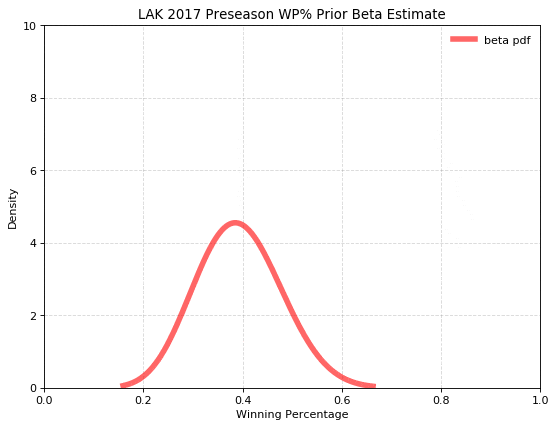 LAK 2017 Preseason WP% Prior Beta Estimate
beta pdf
10
8
6
4
2
0
Density
0.0 0.2 0.4 0.6 0.8 1.0
Winning Percentage